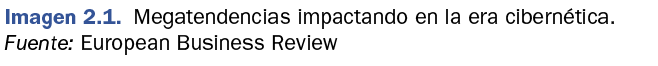 Imagen 2.1. Megatendencias impactando en la era cibernética.
Fuente: European Business Review